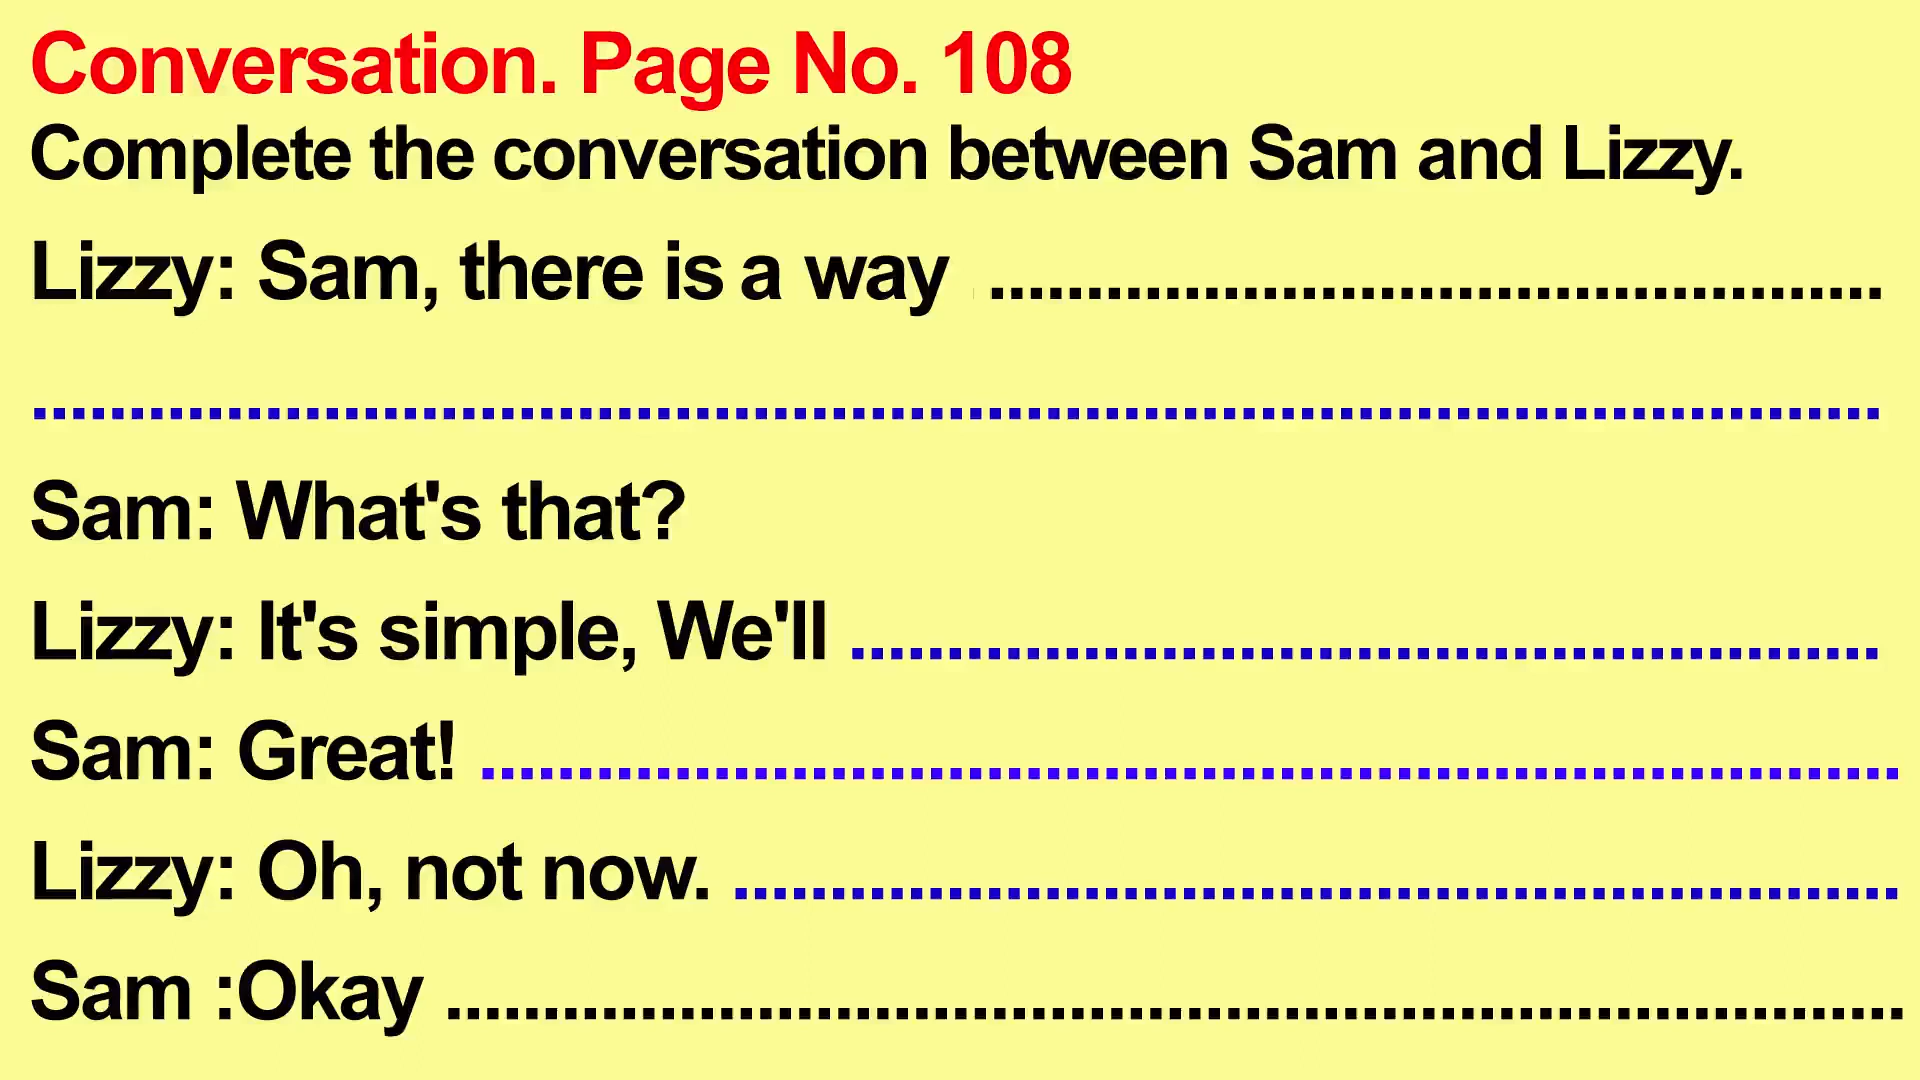 Conversation. Page No. 108
Complete the conversation between Sam and Lizzy.
Lizzy: Sam, there is a way ..............................................
...............................................................................................
Sam: What's that?
Lizzy: It's simple, We'll .....................................................
Sam: Great! .........................................................................
Lizzy: Oh, not now. ............................................................
Sam :Okay ...........................................................................